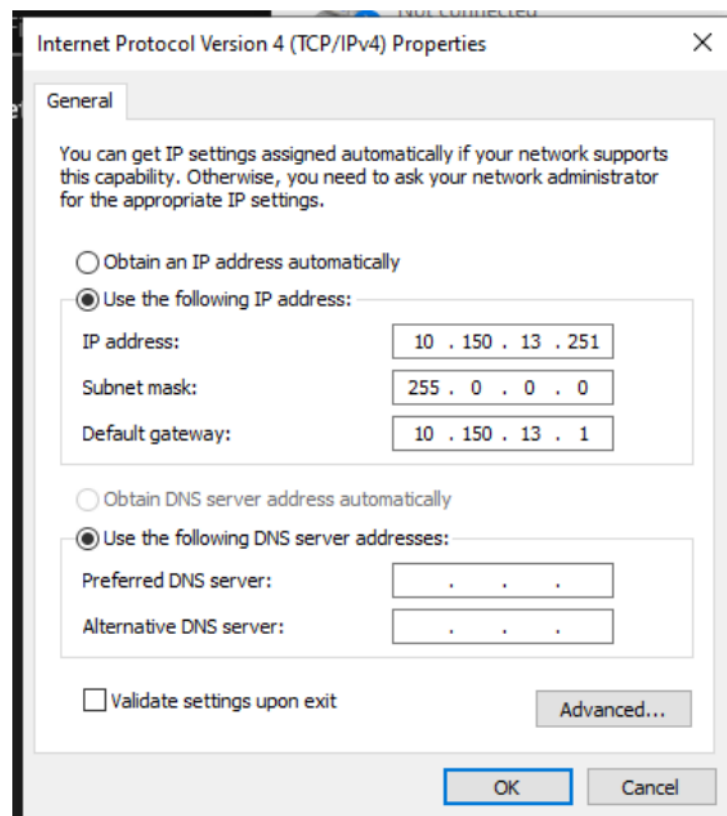 Not connected
Internet Protocol Version 4 (TCP/IPv4) Properties
General
You can get IP settings assigned automatically if your network supports
this capability. Otherwise, you need to ask your network administrator
for the appropriate IP settings.
Obtain an IP address automatically
Use the following IP address:
IP address: 10 . 150 . 13 . 251
Subnet mask: 255 . 0 . 0 . 0
Default gateway: 10 . 150 . 13 . 1
Obtain DNS server address automatically
Use the following DNS server addresses:
Preferred DNS server: . . .
Alternative DNS server: . . .
Validate settings upon exit
Advanced...
OK
Cancel